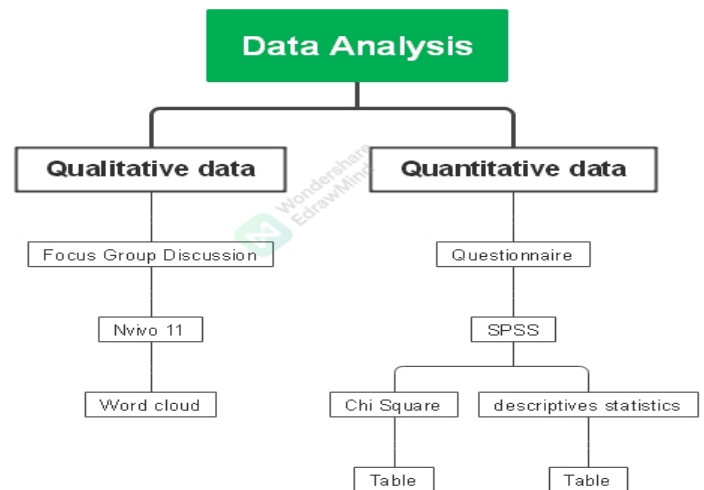 Data Analysis
Qualitative data
Quantitative data
Wondershare
EdrawMind
Focus Group Discussion
Questionnaire
Nvivo 11
SPSS
Word cloud
Chi Square
descriptives statistics
Table
Table